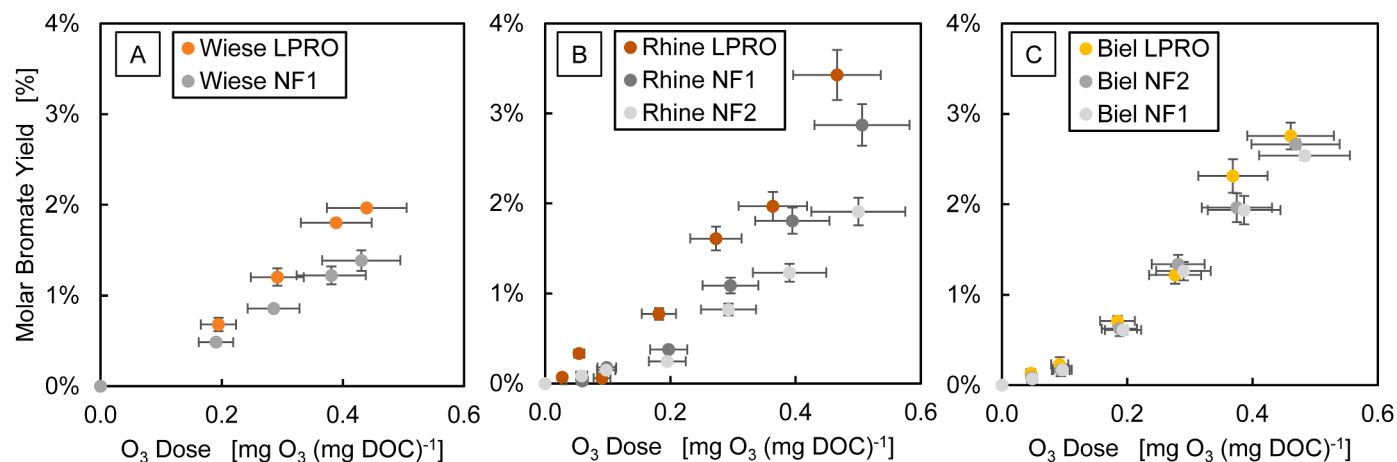 Molar Bromate Yield [%]
4%
3%
2%
1%
0%
A
Wiese LPRO
Wiese NF1
0.0 0.2 0.4 0.6
O₃ Dose [mg O₃ (mg DOC)⁻¹
4%
3%
2%
1%
0%
B
Rhine LPRO
Rhine NF1
Rhine NF2
0.0 0.2 0.4 0.6
O₃ Dose [mg O₃ (mg DOC)⁻¹
4%
3%
2%
1%
0%
C
Biel LPRO
Biel NF2
Biel NF1
0.0 0.2 0.4 0.6
O₃ Dose [mg O₃ (mg DOC)⁻¹